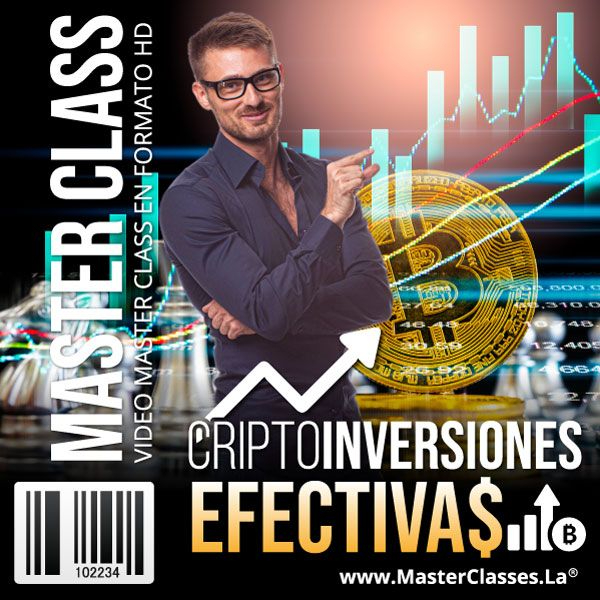 MASTER CLASS
VIDEO MASTER CLASS EN FORMATO HD
CRIPTOINVERSIONES
EFECTIVA$
102234
www.MasterClasses.La®